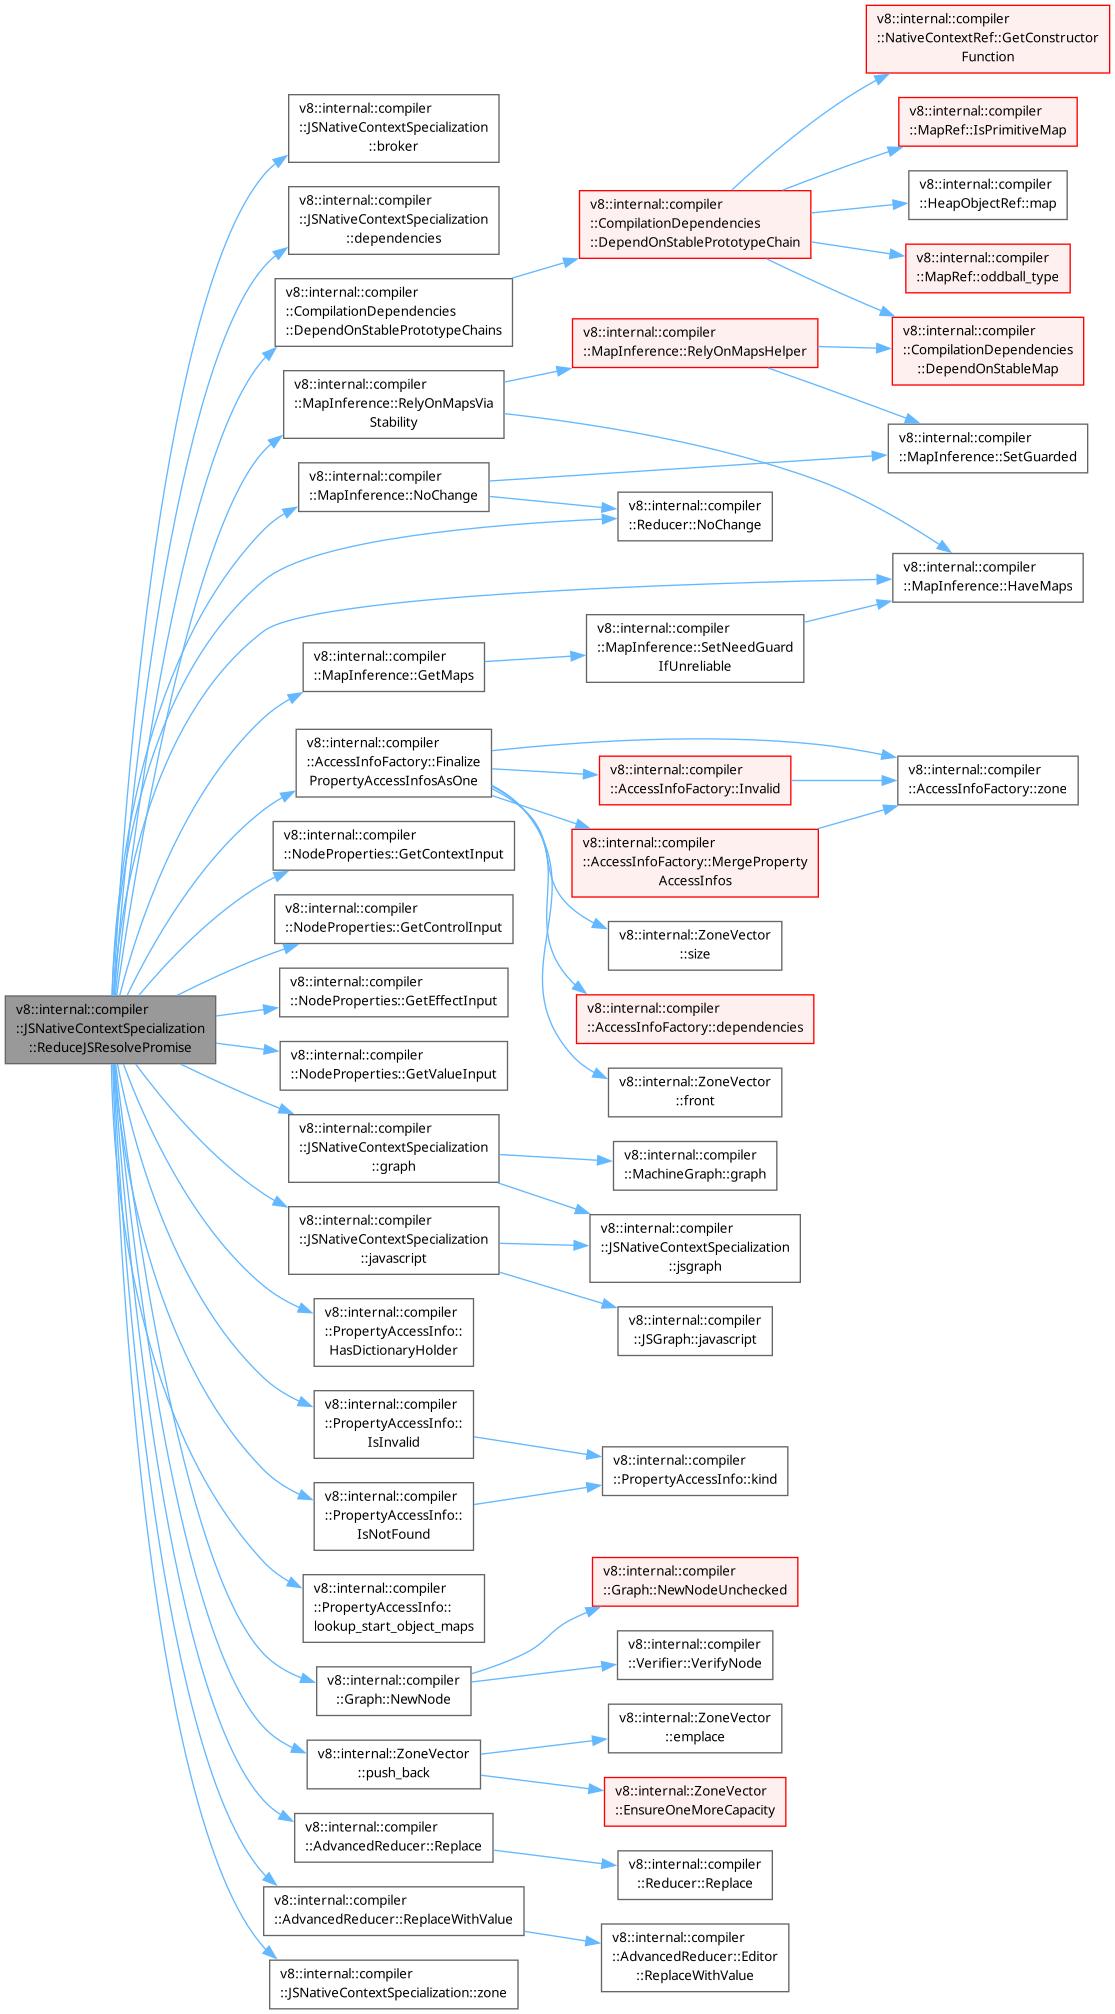 v8::internal::compiler
::JSNativeContextSpecialization
::ReduceJSResolvePromise
v8::internal::compiler
::JSNativeContextSpecialization
::broker
v8::internal::compiler
::JSNativeContextSpecialization
::dependencies
v8::internal::compiler
::CompilationDependencies
::DependOnStablePrototypeChains
v8::internal::compiler
::CompilationDependencies
::DependOnStablePrototypeChain
v8::internal::compiler
::NativeContextRef::GetConstructor
Function
v8::internal::compiler
::MapRef::IsPrimitiveMap
v8::internal::compiler
::HeapObjectRef::map
v8::internal::compiler
::MapRef::oddball_type
v8::internal::compiler
::CompilationDependencies
::DependOnStableMap
v8::internal::compiler
::MapInference::RelyOnMapsVia
Stability
v8::internal::compiler
::MapInference::RelyOnMapsHelper
v8::internal::compiler
::MapInference::SetGuarded
v8::internal::compiler
::MapInference::NoChange
v8::internal::compiler
::Reducer::NoChange
v8::internal::compiler
::MapInference::HaveMaps
v8::internal::compiler
::MapInference::GetMaps
v8::internal::compiler
::MapInference::SetNeedGuard
IfUnreliable
v8::internal::compiler
::AccessInfoFactory::Finalize
PropertyAccessInfosAsOne
v8::internal::compiler
::AccessInfoFactory::Invalid
v8::internal::compiler
::AccessInfoFactory::zone
v8::internal::compiler
::AccessInfoFactory::MergeProperty
AccessInfos
v8::internal::ZoneVector
::size
v8::internal::compiler
::AccessInfoFactory::dependencies
v8::internal::ZoneVector
::front
v8::internal::compiler
::NodeProperties::GetContextInput
v8::internal::compiler
::NodeProperties::GetControlInput
v8::internal::compiler
::NodeProperties::GetEffectInput
v8::internal::compiler
::NodeProperties::GetValueInput
v8::internal::compiler
::JSNativeContextSpecialization
::graph
v8::internal::compiler
::MachineGraph::graph
v8::internal::compiler
::JSNativeContextSpecialization
::jsgraph
v8::internal::compiler
::JSNativeContextSpecialization
::javascript
v8::internal::compiler
::JSGraph::javascript
v8::internal::compiler
::PropertyAccessInfo::
HasDictionaryHolder
v8::internal::compiler
::PropertyAccessInfo::
IsInvalid
v8::internal::compiler
::PropertyAccessInfo::kind
v8::internal::compiler
::PropertyAccessInfo::
IsNotFound
v8::internal::compiler
::PropertyAccessInfo::
lookup_start_object_maps
v8::internal::compiler
::Graph::NewNode
v8::internal::compiler
::Graph::NewNodeUnchecked
v8::internal::compiler
::Verifier::VerifyNode
v8::internal::ZoneVector
::push_back
v8::internal::ZoneVector
::emplace
v8::internal::ZoneVector
::EnsureOneMoreCapacity
v8::internal::compiler
::AdvancedReducer::Replace
v8::internal::compiler
::Reducer::Replace
v8::internal::compiler
::AdvancedReducer::ReplaceWithValue
v8::internal::compiler
::AdvancedReducer::Editor
::ReplaceWithValue
v8::internal::compiler
::JSNativeContextSpecialization::zone